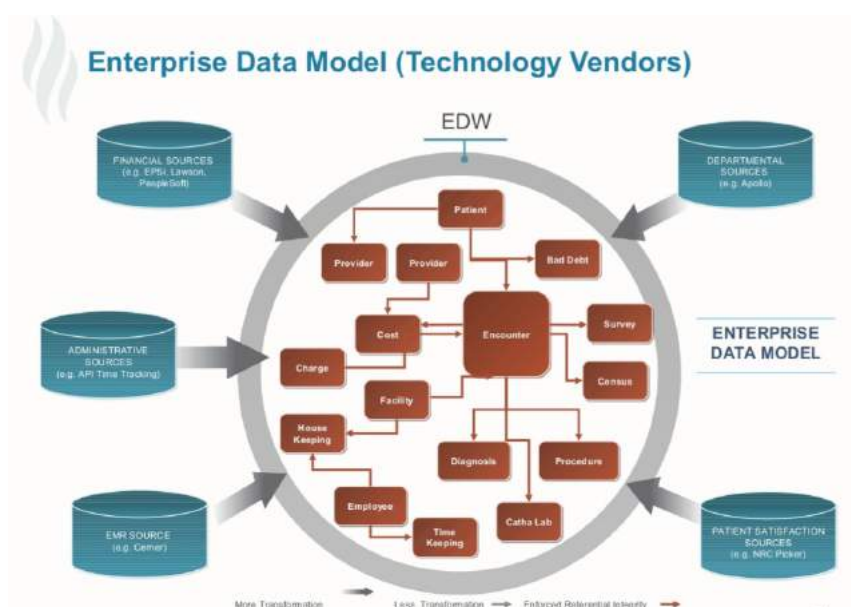 Enterprise Data Model (Technology Vendors)
EDW
FINANCIAL SOURCES
(e.g. EPSi, Lawson,
PeopleSoft)
DEPARTMENTAL
SOURCES
(e.g. Apollo)
Patient
Provider
Provider
Bad Debt
Cost
Encounter
Survey
ADMINISTRATIVE
SOURCES
(e.g. API Time Tracking)
ENTERPRISE
DATA MODEL
Charge
Census
Facility
House
Keeping
Diagnosis
Procedure
Employee
Time
Keeping
Catha Lab
EMR SOURCE
(e.g. Cerner)
PATIENT SATISFACTION
SOURCES
(e.g. NRC Picker)
More Transformation
Less Transformation
Enforced Referential Integrity